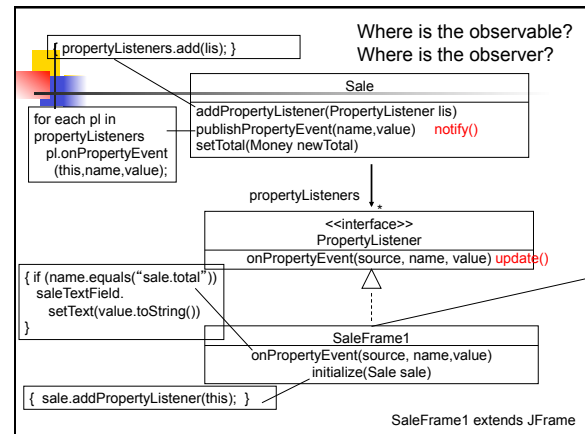 Where is the observable?
Where is the observer?
{ propertyListeners.add(lis); }
Sale
addPropertyListener(PropertyListener lis)
publishPropertyEvent(name,value) notify()
setTotal(Money newTotal)
for each pl in
propertyListeners
pl.onPropertyEvent
(this,name,value);
propertyListeners
*
<<interface>>
PropertyListener
onPropertyEvent(source, name, value) update()
{ if (name.equals(“sale.total”))
saleTextField.
setText(value.toString())
}
SaleFrame1
onPropertyEvent(source, name,value)
initialize(Sale sale)
{ sale.addPropertyListener(this); }
SaleFrame1 extends JFrame